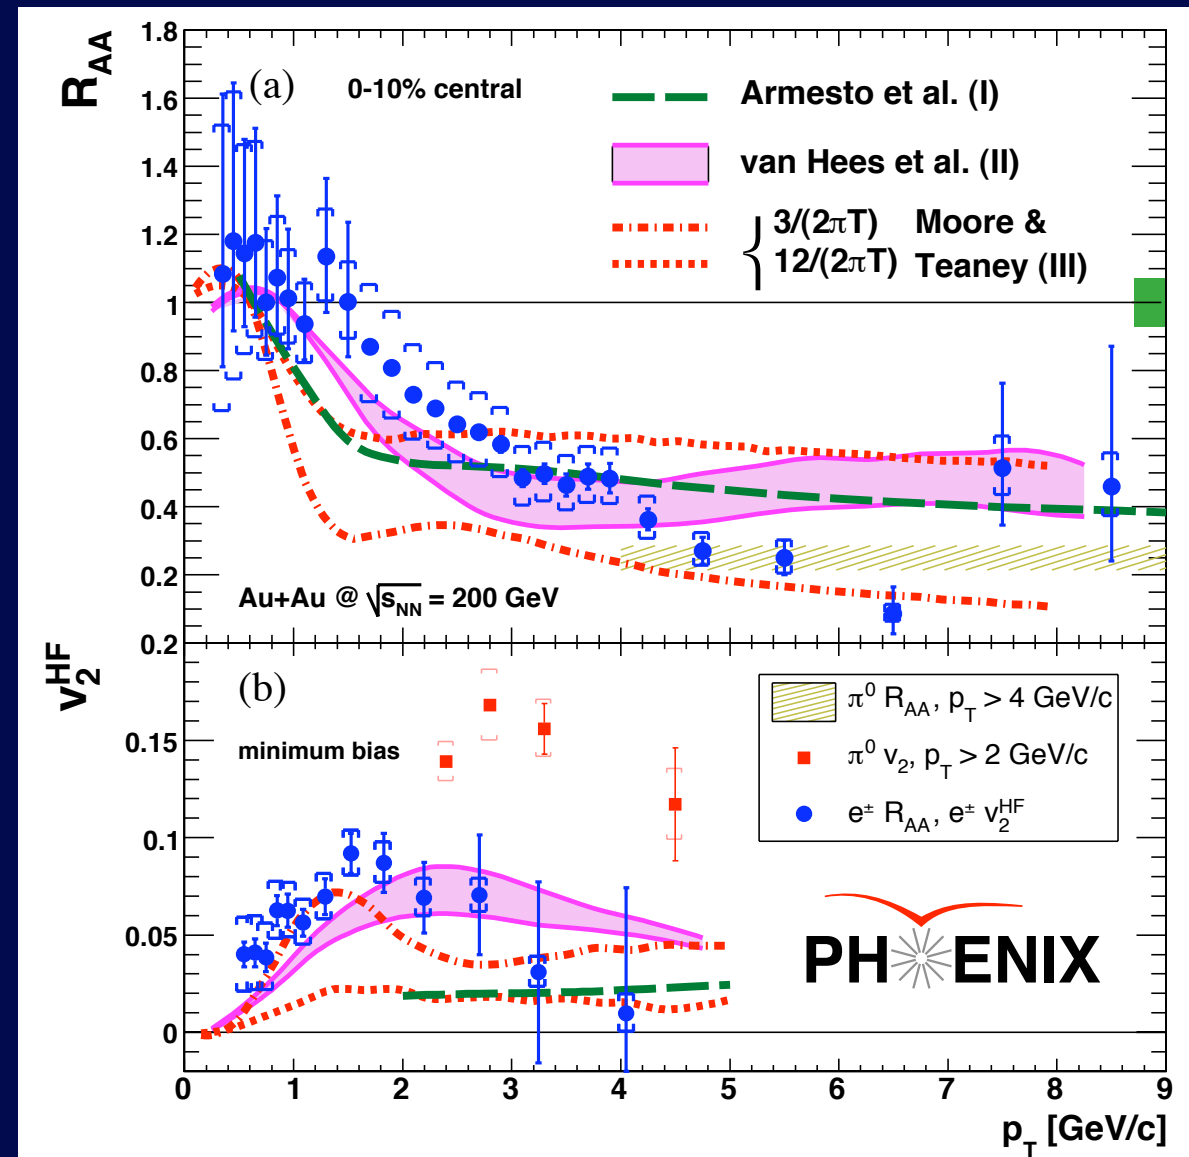 R_AA
1.8
1.6
1.4
1.2
1
0.8
0.6
0.4
0.2
(a)
0-10% central
Armesto et al. (I)
van Hees et al. (II)
3/(2πT) Moore &
12/(2πT) Teaney (III)
Au+Au @ √s_NN = 200 GeV
v_2^HF
0.2
0.15
0.1
0.05
0
(b)
minimum bias
π⁰ R_AA, p_T > 4 GeV/c
π⁰ v_2, p_T > 2 GeV/c
e± R_AA, e± v_2^HF
PHENIX
0 1 2 3 4 5 6 7 8 9
p_T [GeV/c]